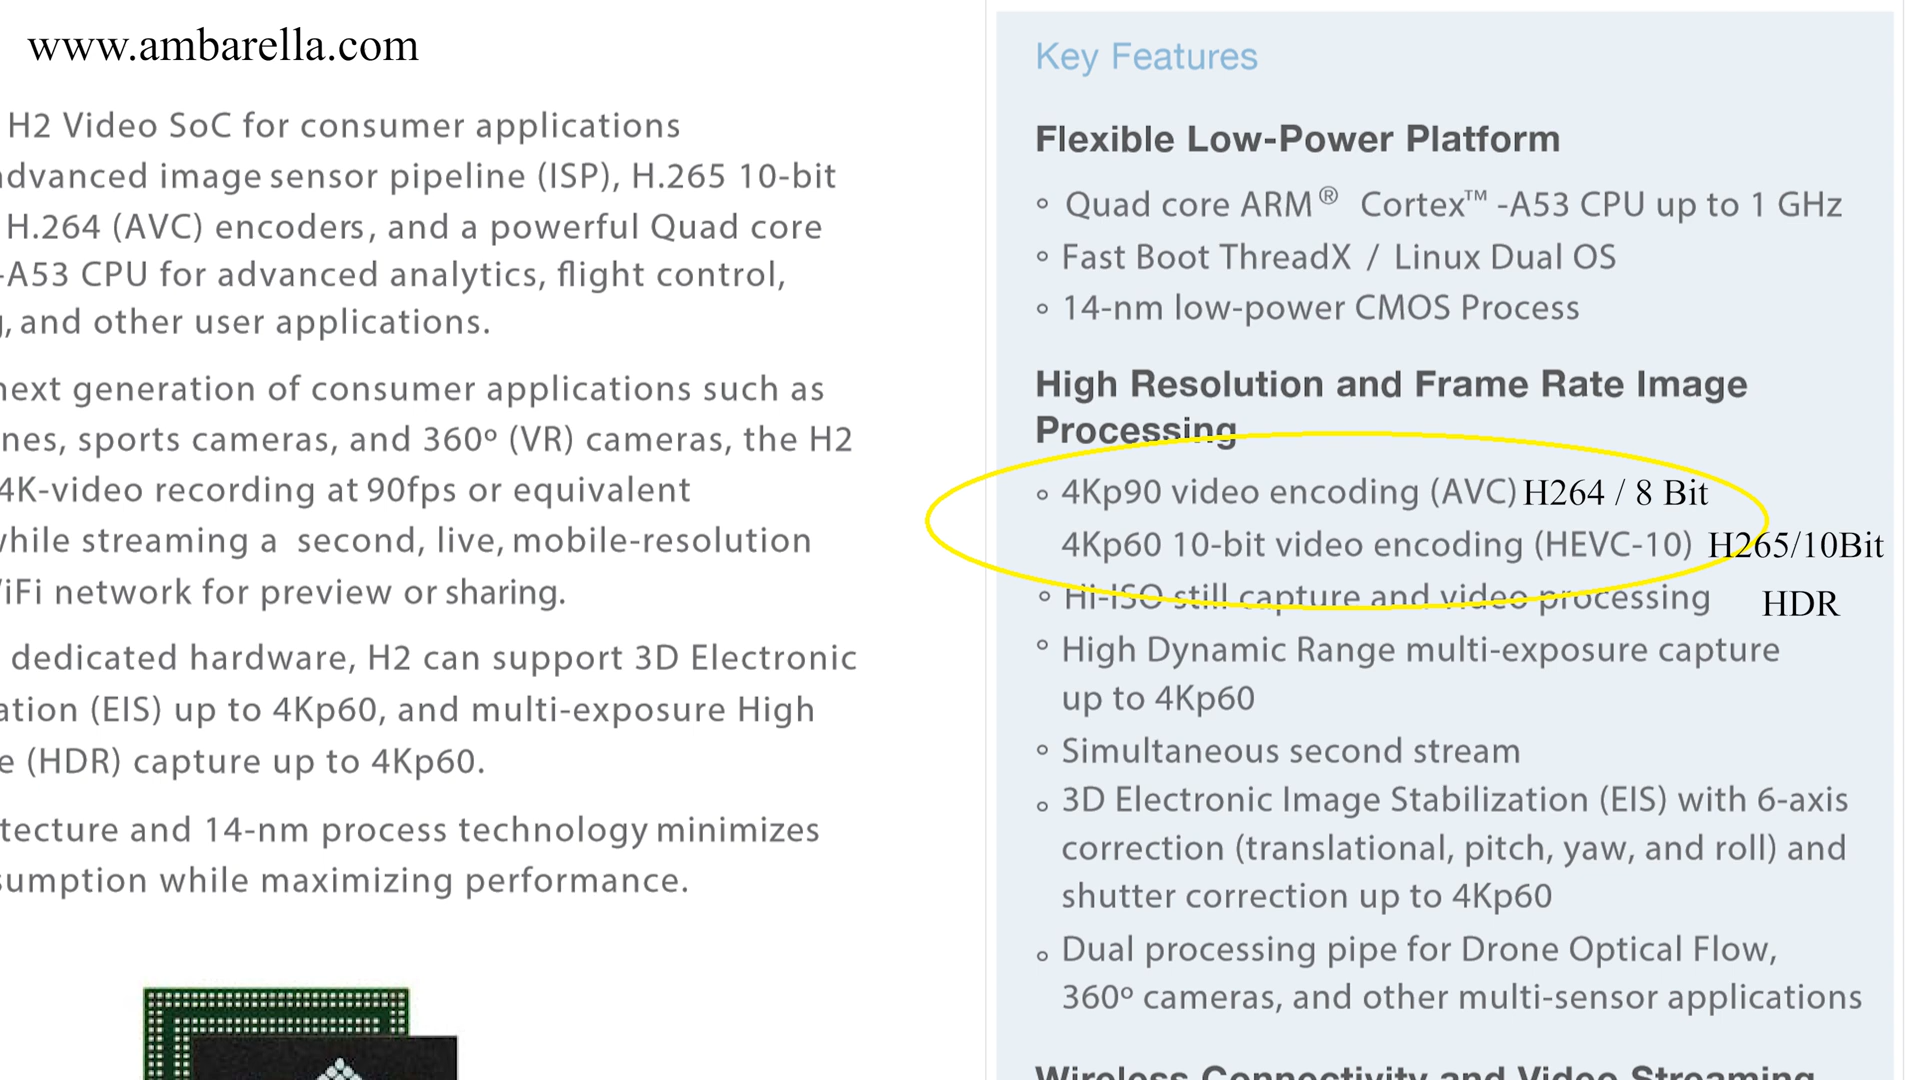 www.ambarella.com
H2 Video SoC for consumer applications
advanced image sensor pipeline (ISP), H.265 10-bit
H.264 (AVC) encoders, and a powerful Quad core
-A53 CPU for advanced analytics, flight control,
, and other user applications.
next generation of consumer applications such as
nes, sports cameras, and 360º (VR) cameras, the H2
4K-video recording at 90fps or equivalent
while streaming a second, live, mobile-resolution
WiFi network for preview or sharing.
dedicated hardware, H2 can support 3D Electronic
ation (EIS) up to 4Kp60, and multi-exposure High
e (HDR) capture up to 4Kp60.
tecture and 14-nm process technology minimizes
sumption while maximizing performance.
Key Features
Flexible Low-Power Platform
° Quad core ARM® Cortex™ -A53 CPU up to 1 GHz
° Fast Boot ThreadX / Linux Dual OS
° 14-nm low-power CMOS Process
High Resolution and Frame Rate Image
Processing
° 4Kp90 video encoding (AVC) H264 / 8 Bit
4Kp60 10-bit video encoding (HEVC-10) H265/10Bit
° Hi-ISO still capture and video processing HDR
° High Dynamic Range multi-exposure capture
up to 4Kp60
° Simultaneous second stream
° 3D Electronic Image Stabilization (EIS) with 6-axis
correction (translational, pitch, yaw, and roll) and
shutter correction up to 4Kp60
° Dual processing pipe for Drone Optical Flow,
360º cameras, and other multi-sensor applications
Wireless Connectivity and Video Streaming